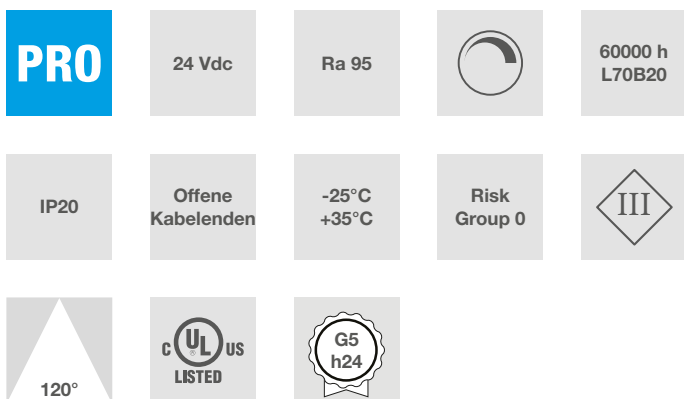 PRO
24 Vdc
Ra 95
60000 h
L70B20
IP20
Offene
Kabelenden
-25°C
+35°C
Risk
Group 0
III
120°
C UL US
®
LISTED
G5
h24